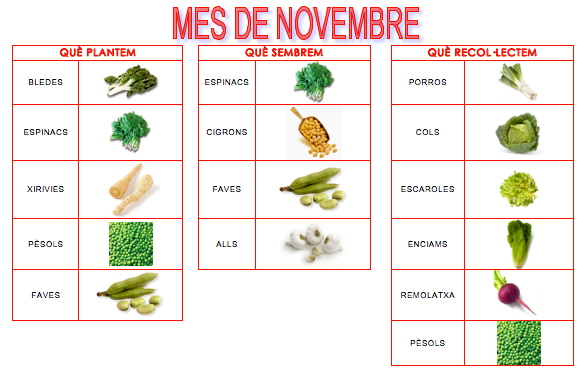 MES DE NOVEMBRE
QUÈ PLANTEM
BLEDES
ESPINACS
XIRIVIES
PÈSOLS
FAVES
QUÈ SEMBREM
ESPINACS
CIGRONS
FAVES
ALLS
QUÈ RECOL·LECTEM
PORROS
COLS
ESCAROLES
ENCIAMS
REMOLATXA
PÈSOLS